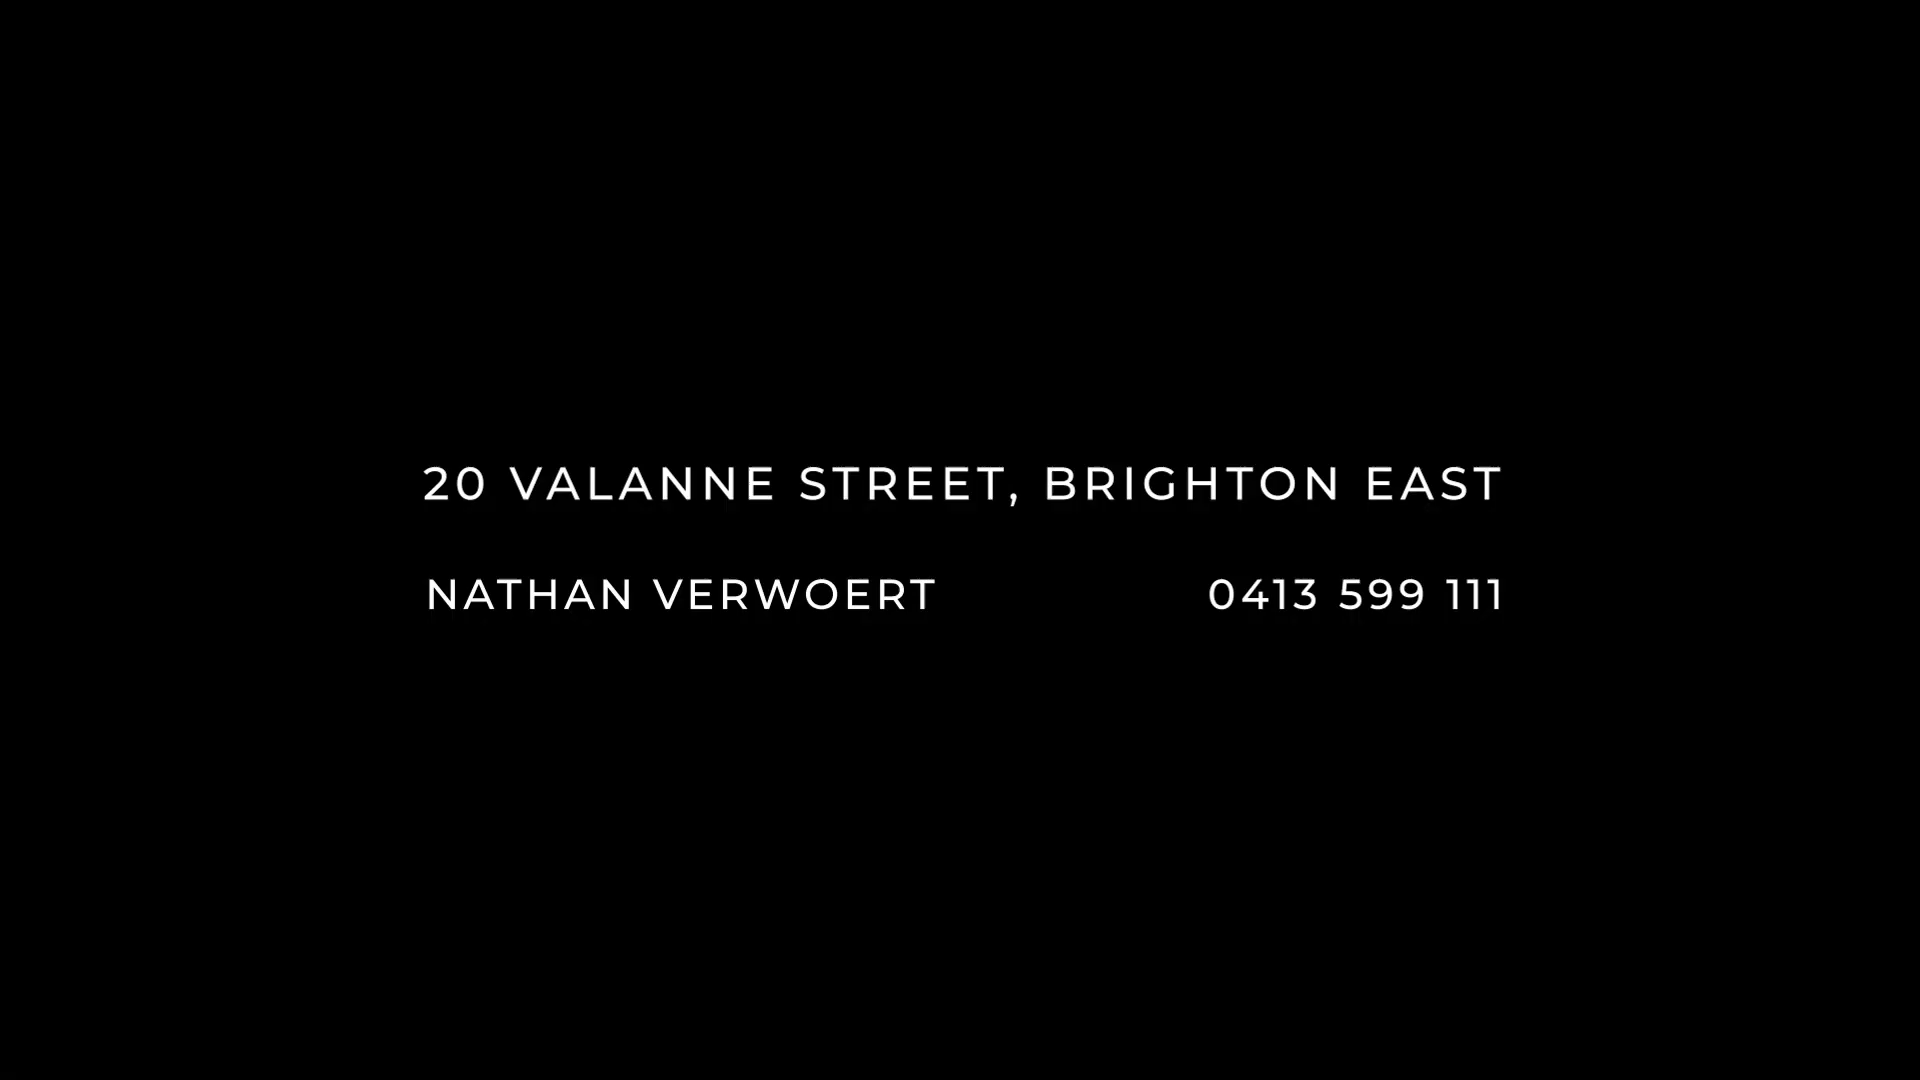 20 VALANNE STREET, BRIGHTON EAST
NATHAN VERWOERT 0413 599 111